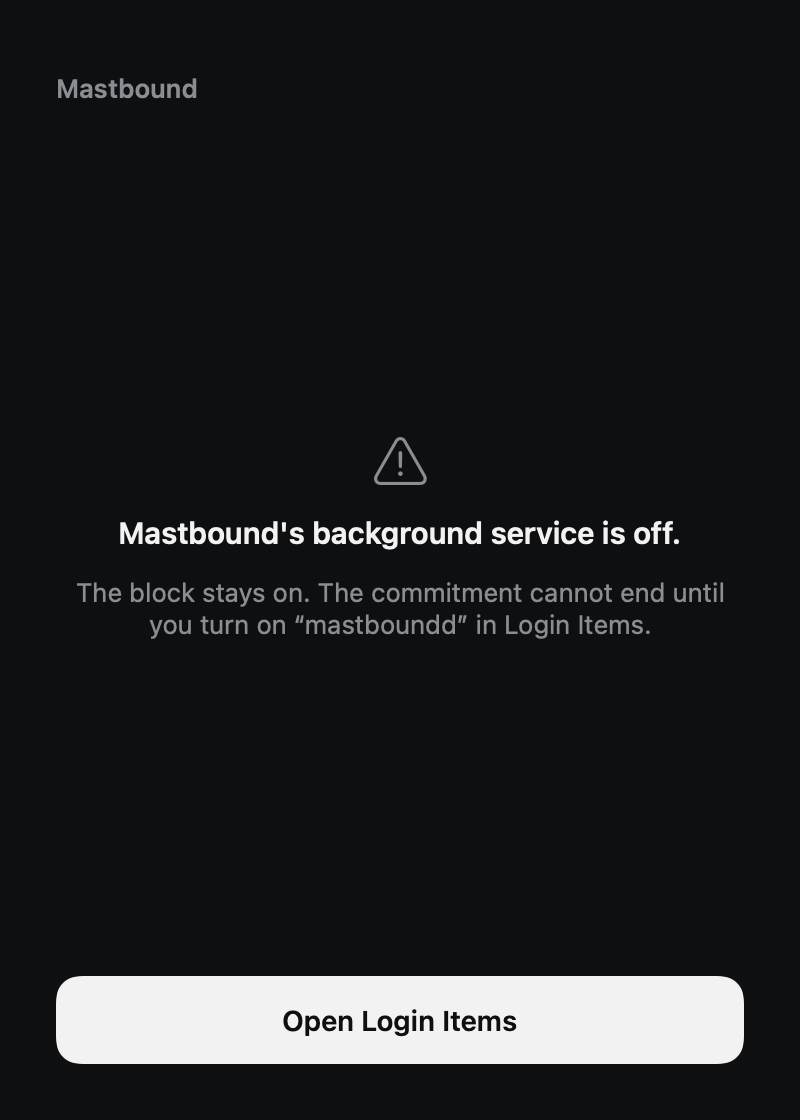 Mastbound
Mastbound's background service is off.
The block stays on. The commitment cannot end until
you turn on “mastboundd” in Login Items.
Open Login Items